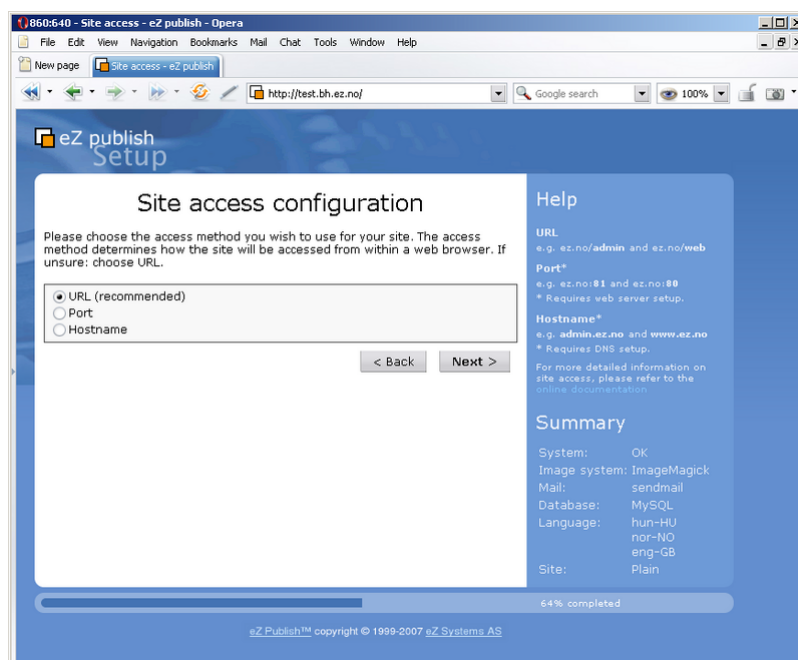 860:640 - Site access - eZ publish - Opera
File Edit View Navigation Bookmarks Mail Chat Tools Window Help
New page Site access - eZ publish
http://test.bh.ez.no/ Google search 100%
eZ publish
Setup
Site access configuration
Please choose the access method you wish to use for your site. The access
method determines how the site will be accessed from within a web browser. If
unsure: choose URL.
URL (recommended)
Port
Hostname
< Back Next >
Help
URL
e.g. ez.no/admin and ez.no/web
Port*
e.g. ez.no:81 and ez.no:80
* Requires web server setup.
Hostname*
e.g. admin.ez.no and www.ez.no
* Requires DNS setup.
For more detailed information on
site access, please refer to the
online documentation
Summary
System: OK
Image system: ImageMagick
Mail: sendmail
Database: MySQL
Language: hun-HU
nor-NO
eng-GB
Site: Plain
64% completed
eZ Publish™ copyright © 1999-2007 eZ Systems AS